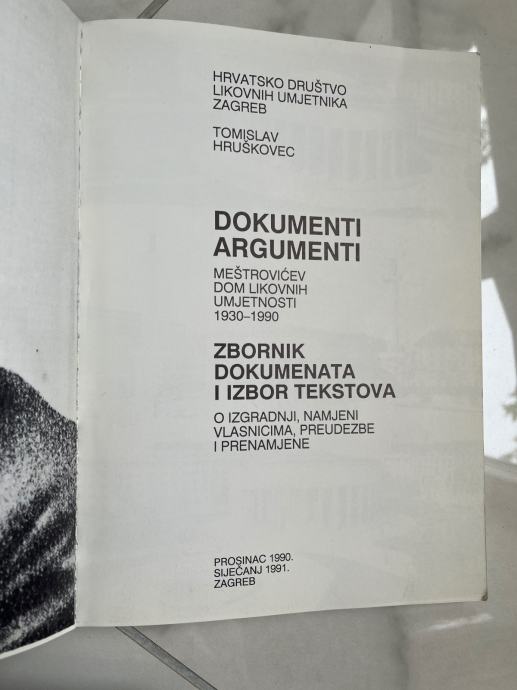 HRVATSKO DRUŠTVO
LIKOVNIH UMJETNIKA
ZAGREB
TOMISLAV
HRUŠKOVEC
DOKUMENTI
ARGUMENTI
MEŠTROVIĆEV
DOM LIKOVNIH
UMJETNOSTI
1930–1990
ZBORNIK
DOKUMENATA
I IZBOR TEKSTOVA
O IZGRADNJI, NAMJENI
VLASNICIMA, PREUDEZBE
I PRENAMJENE
PROSINAC 1990.
SIJEČANJ 1991.
ZAGREB